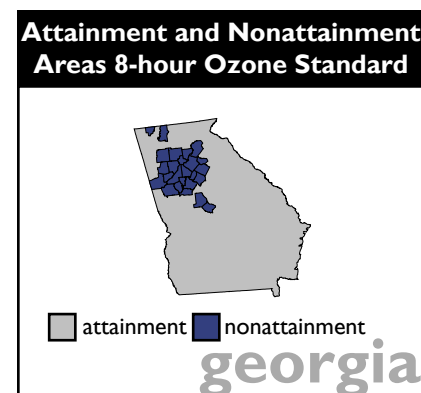 Attainment and Nonattainment
Areas 8-hour Ozone Standard
attainment nonattainment
georgia